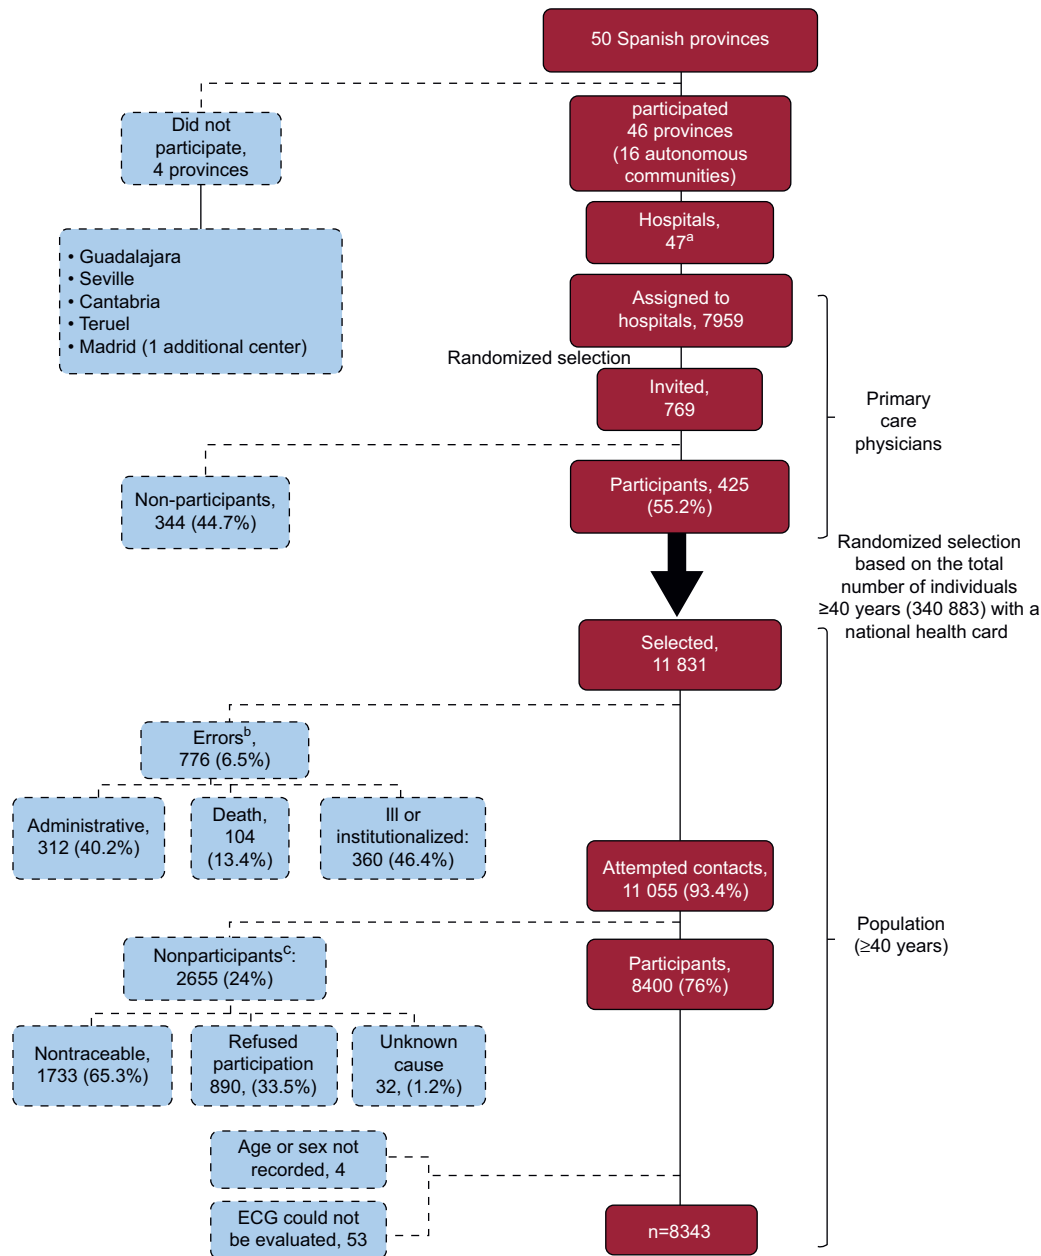 50 Spanish provinces
participated
46 provinces
(16 autonomous
communities)
Did not
participate,
4 provinces
Hospitals,
47ᵃ
• Guadalajara
• Seville
• Cantabria
• Teruel
• Madrid (1 additional center)
Assigned to
hospitals, 7959
Randomized selection
Invited,
769
Primary
care
physicians
Participants, 425
(55.2%)
Non-participants,
344 (44.7%)
Randomized selection
based on the total
number of individuals
≥40 years (340 883) with a
national health card
Selected,
11 831
Errorsᵇ,
776 (6.5%)
Administrative,
312 (40.2%)
Death,
104
(13.4%)
Ill or
institutionalized:
360 (46.4%)
Attempted contacts,
11 055 (93.4%)
Population
(≥40 years)
Nonparticipantsᶜ:
2655 (24%)
Participants,
8400 (76%)
Nontraceable,
1733 (65.3%)
Refused
participation
890, (33.5%)
Unknown
cause
32, (1.2%)
Age or sex not
recorded, 4
ECG could not
be evaluated, 53
n=8343